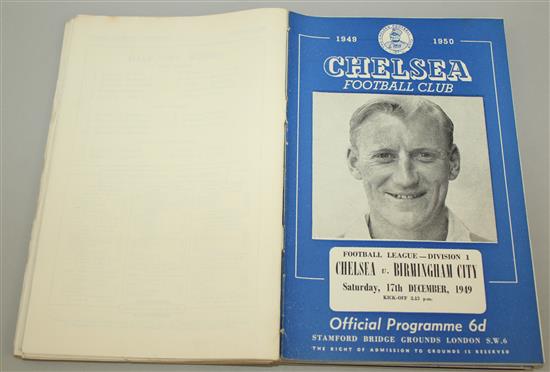 1949 1950
CHELSEA
FOOTBALL CLUB
FOOTBALL LEAGUE — DIVISION 1
CHELSEA v. BIRMINGHAM CITY
Saturday, 17th DECEMBER, 1949
KICK-OFF 2.15 p.m.
Official Programme 6d
STAMFORD BRIDGE GROUNDS LONDON S.W.6
THE RIGHT OF ADMISSION TO GROUNDS IS RESERVED